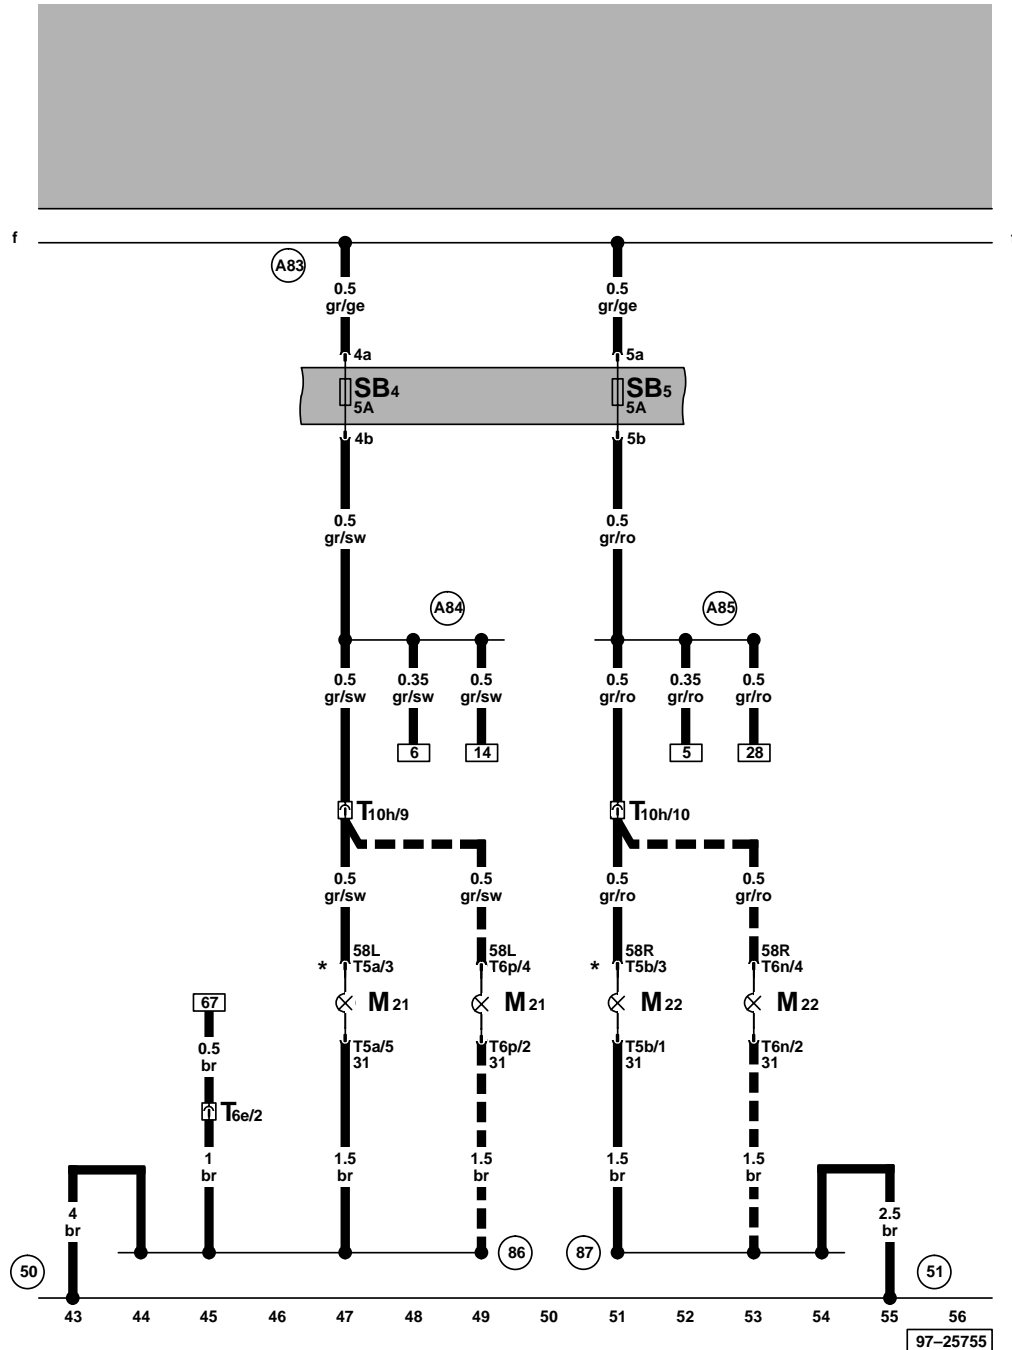 f
A83
0.5 0.5
gr/ge gr/ge
4a 5a
SB4 SB5
5A 5A
4b 5b
0.5 0.5
gr/sw gr/ro
A84 A85
0.5 0.35 0.5 0.5 0.35 0.5
gr/sw gr/sw gr/sw gr/ro gr/ro gr/ro
6 14 5 28
T10h/9 T10h/10
0.5 0.5 0.5 0.5
gr/sw gr/sw gr/ro gr/ro
58L 58L 58R 58R
* T5a/3 T6p/4 * T5b/3 T6n/4
67 M21 M21 M22 M22
0.5 T5a/5 T6p/2 T5b/1 T6n/2
br 31 31 31 31
T6e/2
1 1.5 1.5 1.5 1.5
br br br br br
4 2.5
br br
86 87
50 51
43 44 45 46 47 48 49 50 51 52 53 54 55 56
97–25755